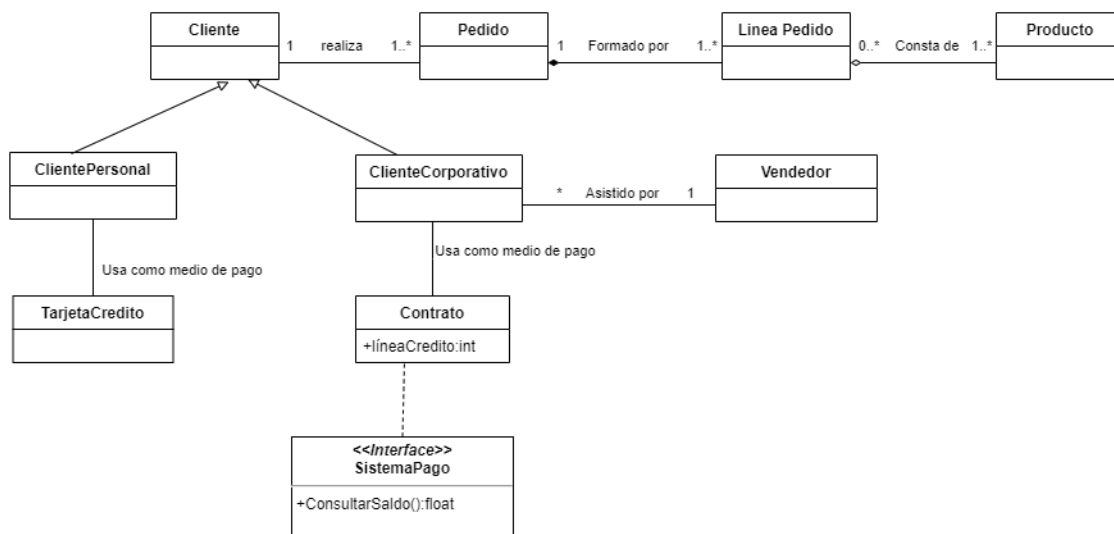 Cliente
1 realiza 1..*
Pedido
1 Formado por 1..*
Linea Pedido
0..* Consta de 1..*
Producto
ClientePersonal
ClienteCorporativo
* Asistido por 1
Vendedor
Usa como medio de pago
Usa como medio de pago
TarjetaCredito
Contrato
+líneaCredito:int
<<Interface>>
SistemaPago
+ConsultarSaldo():float